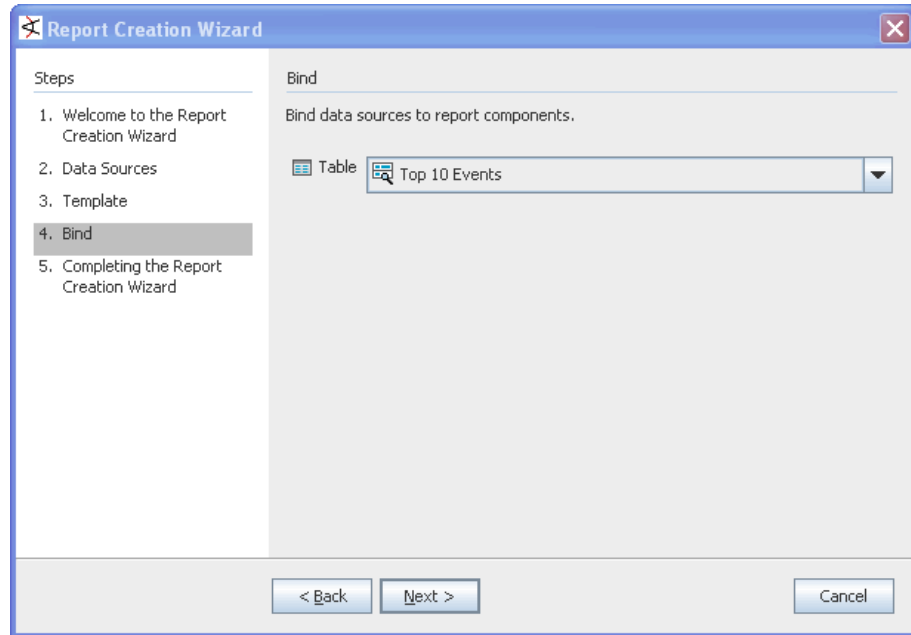 Report Creation Wizard
Steps
1. Welcome to the Report
Creation Wizard
2. Data Sources
3. Template
4. Bind
5. Completing the Report
Creation Wizard
Bind
Bind data sources to report components.
Table
Top 10 Events
< Back
Next >
Cancel